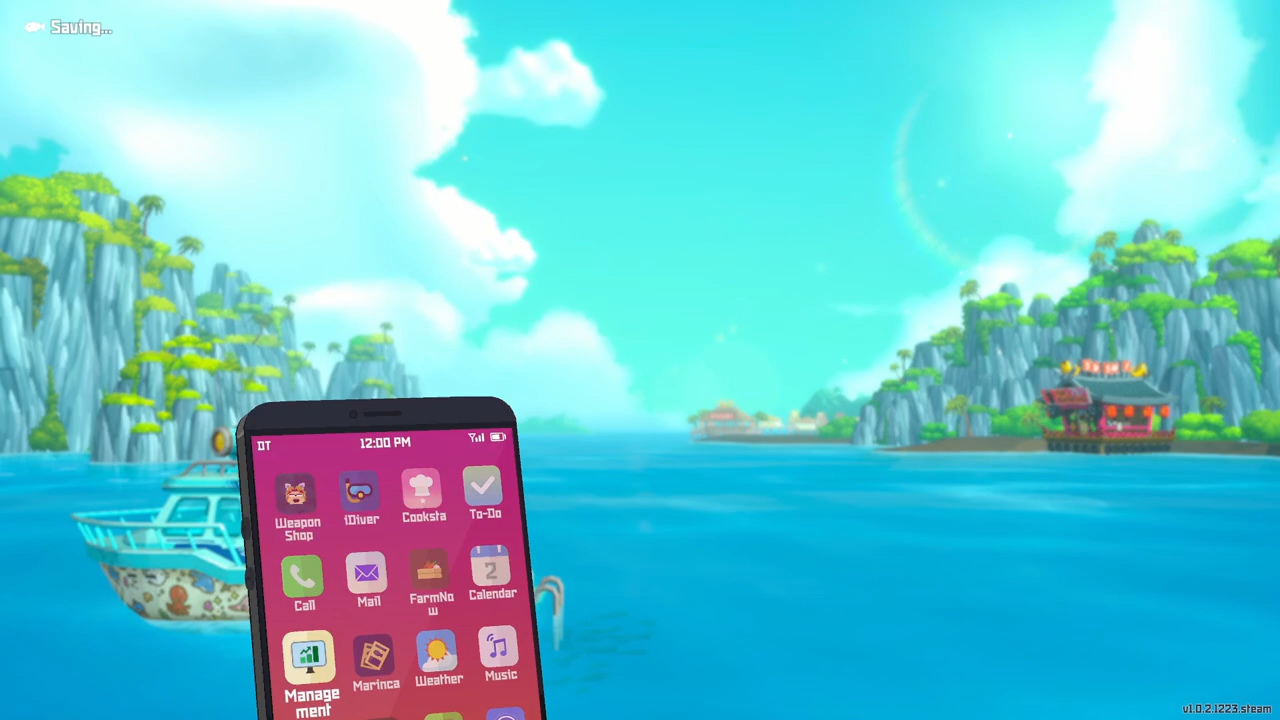 Saving...
DT
12:00 PM
Weapon
Shop
iDiver
Cooksta
To-Do
Call
Mail
FarmNo
w
2
Calendar
Manage
ment
Marinca
Weather
Music
v1.0.2.1223.steam